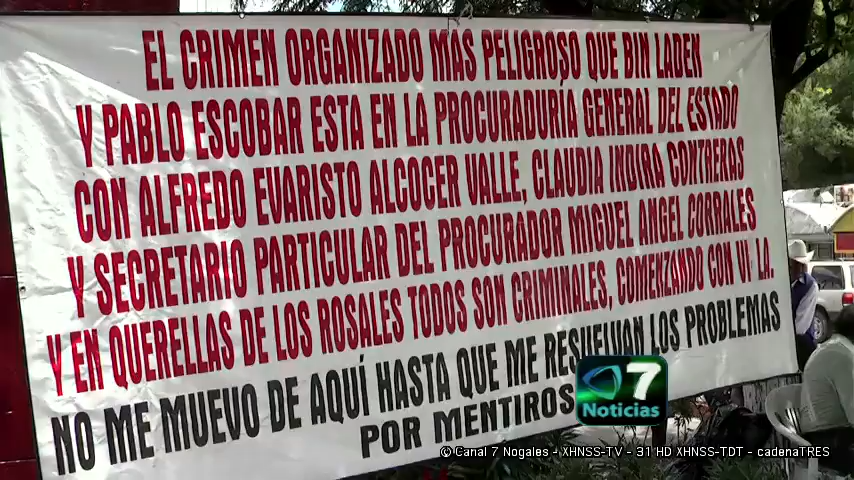 EL CRIMEN ORGANIZADO MÁS PELIGROSO QUE BIN LADEN
Y PABLO ESCOBAR ESTA EN LA PROCURADURÍA GENERAL DEL ESTADO
CON ALFREDO EVARISTO ALCOCER VALLE, CLAUDIA INDIRA CONTRERAS
Y SECRETARIO PARTICULAR DEL PROCURADOR MIGUEL ANGEL CORRALES
Y EN QUERELLAS DE LOS ROSALES TODOS SON CRIMINALES, COMENZANDO CON
NO ME MUEVO DE AQUÍ HASTA QUE ME RESUELVAN LOS PROBLEMAS
POR MENTIROS
7
Noticias
© Canal 7 Nogales - XHNSS-TV - 31 HD XHNSS-TDT - cadenaTRES